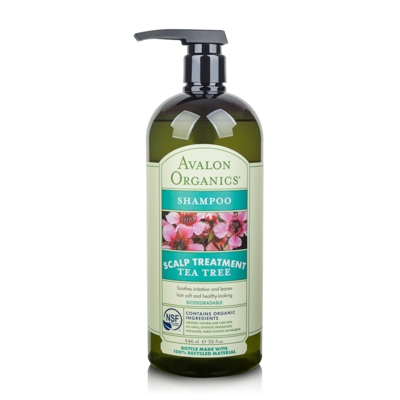 AVALON
ORGANICS®
SHAMPOO
SCALP TREATMENT
TEA TREE
Soothes irritation and leaves
hair soft and healthy-looking
BIODEGRADABLE
NSF
CONTAINS ORGANIC
INGREDIENTS
946 ml 32 fl
BOTTLE MADE WITH
100% RECYCLED MATERIAL